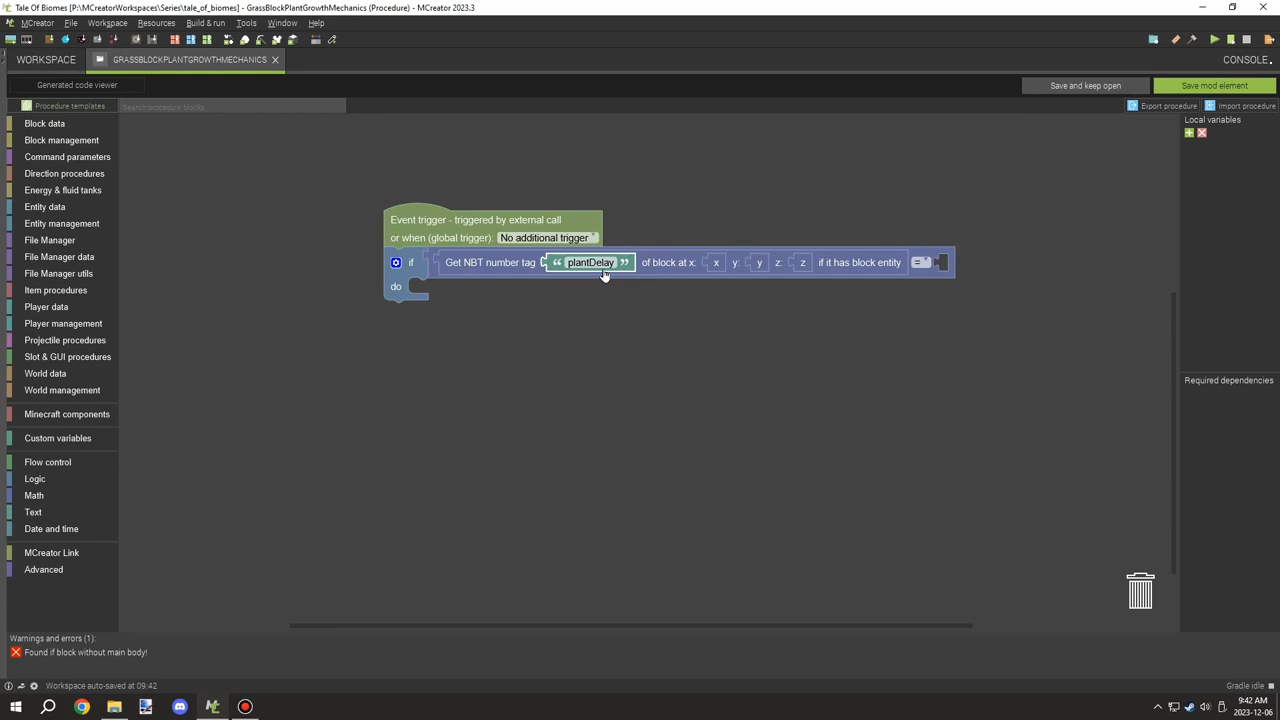 Tale Of Biomes [P:\MCreatorWorkspaces\Series\tale_of_biomes] - GrassBlockPlantGrowthMechanics (Procedure) - MCreator 2023.3
MCreator File Workspace Resources Build & run Tools Window Help
WORKSPACE GRASSBLOCKPLANTGROWTHMECHANICS CONSOLE
Generated code viewer Save and keep open Save mod element
Procedure templates Search procedure blocks Export procedure Import procedure
Block data
Block management
Command parameters
Direction procedures
Energy & fluid tanks
Entity data
Entity management
File Manager
File Manager data
File Manager utils
Item procedures
Player data
Player management
Projectile procedures
Slot & GUI procedures
World data
World management
Minecraft components
Custom variables
Flow control
Logic
Math
Text
Date and time
MCreator Link
Advanced
Event trigger - triggered by external call
or when (global trigger): No additional trigger
if Get NBT number tag “ plantDelay ” of block at x: x y: y z: z if it has block entity =
do
Local variables
Required dependencies
Warnings and errors (1):
Found if block without main body!
Workspace auto-saved at 09:42 Gradle idle
9:42 AM
2023-12-06